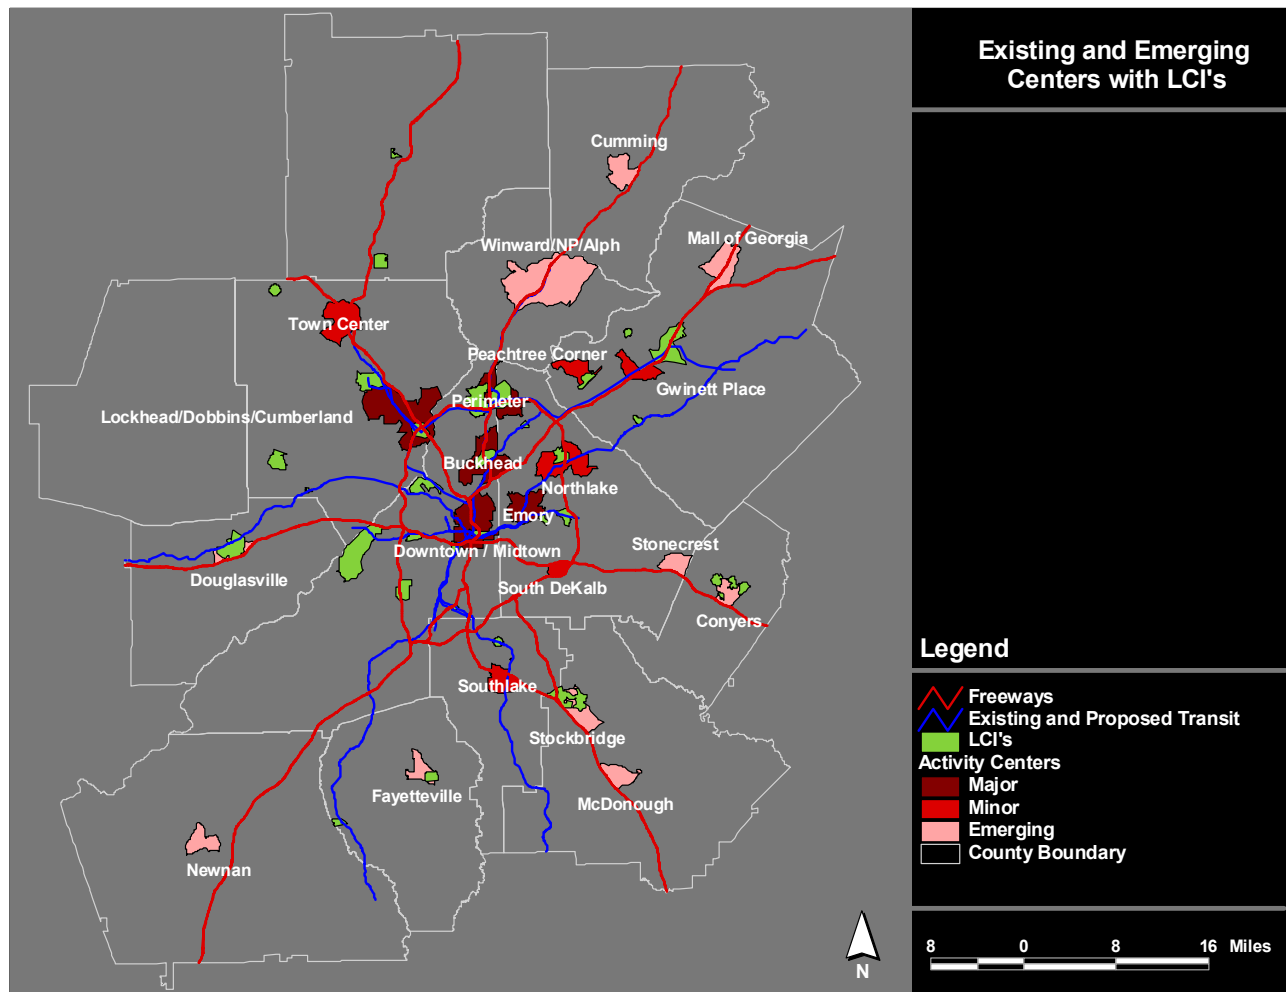 Existing and Emerging
Centers with LCI's
Cumming
Winward/NP/Alph
Mall of Georgia
Town Center
Peachtree Corner
Gwinett Place
Perimeter
Lockhead/Dobbins/Cumberland
Buckhead
Northlake
Emory
Downtown / Midtown
Stonecrest
Douglasville
South DeKalb
Conyers
Southlake
Stockbridge
Fayetteville
McDonough
Newnan
N
Legend
Freeways
Existing and Proposed Transit
LCI's
Activity Centers
Major
Minor
Emerging
County Boundary
8 0 8 16 Miles